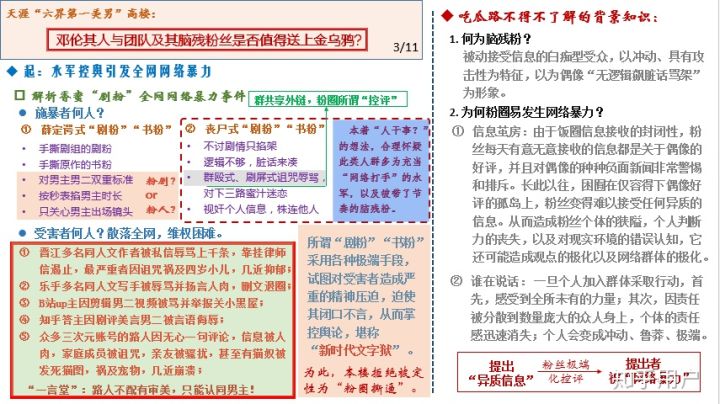 天涯“六界第一美男”高楼：
邓伦其人与团队及其脑残粉丝是否值得送上金乌鸦？
3/11
◆ 起：水军控舆引发全网网络暴力
□ 解析香蜜“剧粉”全网网络暴力事件
群共享外链，粉圈所谓“控评”
● 施暴者何人？
① 薛定谔式“剧粉”“书粉”
• 手撕剧组的剧粉
• 手撕原作的书粉
• 对男主男二双重标准
• 按秒表掐男主时长
• 只关心男主出场镜头
粉剧？
or
粉人？
② 丧尸式“剧粉”“书粉”
• 不讨剧情只掐架
• 逻辑不够，脏话来凑
• 群殴式、刷屏式诅咒辱骂，
对下三路蜜汁迷恋
• 视奸个人信息，株连他人
本着“人干事？”
的想法，合理怀疑
此类人群多为充当
“网络打手”的水
军，以及被带了节
奏的脑残粉。
● 受害者何人？散落全网，维权困难。
① 晋江多名同人文作者被私信辱骂上千条，靠挂律师
信遏止，最严重者因诅咒祸及四岁小儿，几近抑郁；
② 乐乎多名同人文写手被辱骂并扬言人肉，删文退圈；
③ B站up主因剪辑男二视频被骂并举报关小黑屋；
④ 知乎答主因剧评美言男二被言语侮辱；
⑤ 众多三次元账号的路人因无心一句评论，信息被人
肉，家庭成员被诅咒，亲友被骚扰，甚至有猫奴被
发死猫图，祸及宠物，几近崩溃；
“一言堂”：路人不配有审美，只能认同男主！
所谓“剧粉”“书粉”
采用各种极端手段，
试图对受害者造成严
重的精神压迫，迫使
其闭口不言，从而掌
控舆论，堪称
“新时代文字狱”。
为此，本楼拒绝被定
性为“粉圈撕逼”。
◆ 吃瓜路不得不了解的背景知识：
1. 何为脑残粉？
被动接受信息的白痴型受众，以冲动、具有攻
击性为特征，以为偶像“无逻辑飙脏话骂架”
为形象。
2. 为何粉圈易发生网络暴力？
① 信息茧房：由于饭圈信息接收的封闭性，粉
丝每天有意无意接收的信息都是关于偶像的
好评，并且对偶像的种种负面新闻非常警惕
和排斥。长此以往，困囿在仅容得下偶像好
评的孤岛上，粉丝变得难以接受任何异质的
信息。从而造成粉丝个体的狭隘，个人判断
力的丧失，以及对现实环境的错误认知，它
还可能造成观点的极化以及网络群体的极化。
② 谁在说话：一旦个人加入群体采取行动，首
先，感受到全所未有的力量；其次，因责任
被分散到数量庞大的众人身上，个体的责任
感迅速消失；个人会变成冲动、鲁莽、极端。
提出
“异质信息”
粉丝极端
化控评
提出者
知乎用户